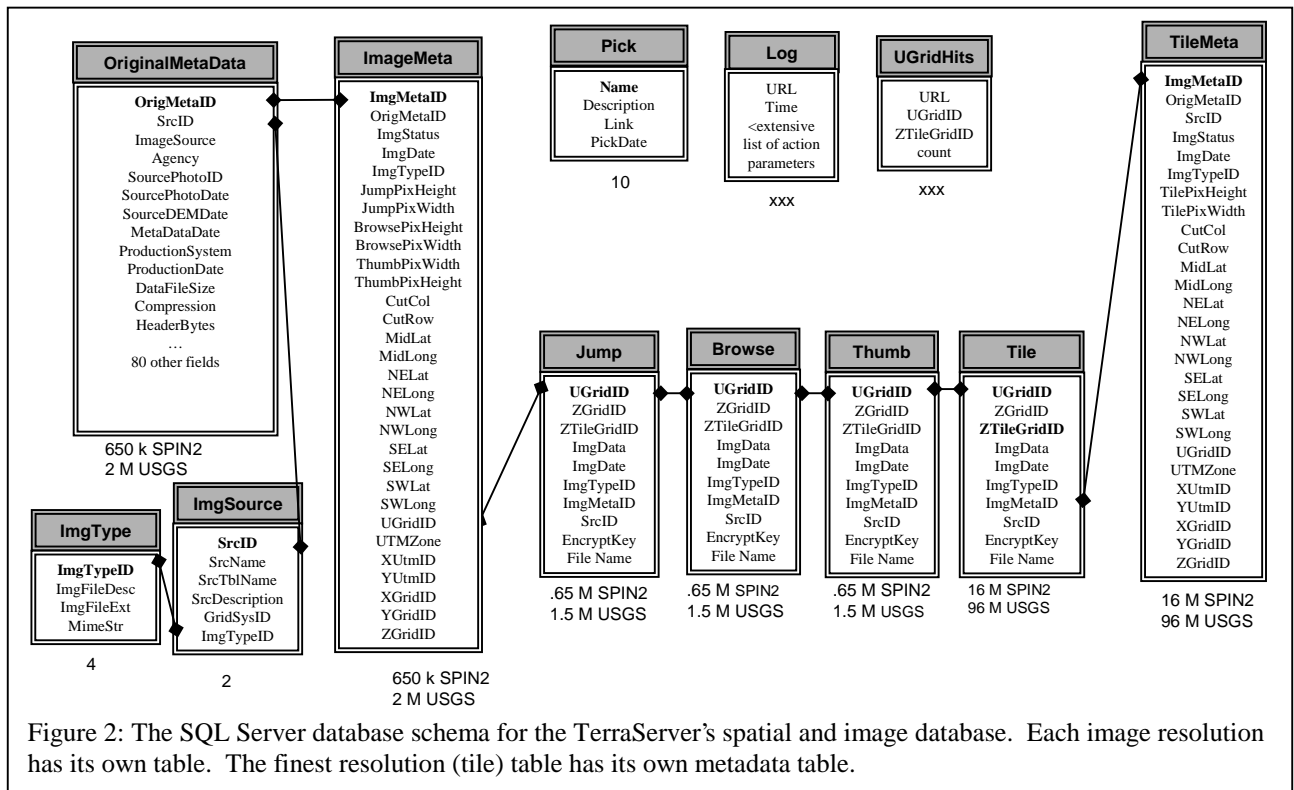 OriginalMetaData
OrigMetaID
SrcID
ImageSource
Agency
SourcePhotoID
SourcePhotoDate
SourceDEMDate
MetaDataDate
ProductionSystem
ProductionDate
DataFileSize
Compression
HeaderBytes
…
80 other fields
650 k SPIN2
2 M USGS
ImgType
ImgTypeID
ImgFileDesc
ImgFileExt
MimeStr
4
ImgSource
SrcID
SrcName
SrcTblName
SrcDescription
GridSysID
ImgTypeID
2
ImageMeta
ImgMetaID
OrigMetaID
ImgStatus
ImgDate
ImgTypeID
JumpPixHeight
JumpPixWidth
BrowsePixHeight
BrowsePixWidth
ThumbPixWidth
ThumbPixHeight
CutCol
CutRow
MidLat
MidLong
NELat
NELong
NWLat
NWLong
SELat
SELong
SWLat
SWLong
UGridID
UTMZone
XUtmID
YUtmID
XGridID
YGridID
ZGridID
650 k SPIN2
2 M USGS
Pick
Name
Description
Link
PickDate
10
Log
URL
Time
<extensive
list of action
parameters
xxx
UGridHits
URL
UGridID
ZTileGridID
count
xxx
Jump
UGridID
ZGridID
ZTileGridID
ImgData
ImgDate
ImgTypeID
ImgMetaID
SrcID
EncryptKey
File Name
.65 M SPIN2
1.5 M USGS
Browse
UGridID
ZGridID
ZTileGridID
ImgData
ImgDate
ImgTypeID
ImgMetaID
SrcID
EncryptKey
File Name
.65 M SPIN2
1.5 M USGS
Thumb
UGridID
ZGridID
ZTileGridID
ImgData
ImgDate
ImgTypeID
ImgMetaID
SrcID
EncryptKey
File Name
.65 M SPIN2
1.5 M USGS
Tile
UGridID
ZGridID
ZTileGridID
ImgData
ImgDate
ImgTypeID
ImgMetaID
SrcID
EncryptKey
File Name
16 M SPIN2
96 M USGS
TileMeta
ImgMetaID
OrigMetaID
SrcID
ImgStatus
ImgDate
ImgTypeID
TilePixHeight
TilePixWidth
CutCol
CutRow
MidLat
MidLong
NELat
NELong
NWLat
NWLong
SELat
SELong
SWLat
SWLong
UGridID
UTMZone
XUtmID
YUtmID
XGridID
YGridID
ZGridID
16 M SPIN2
96 M USGS
Figure 2: The SQL Server database schema for the TerraServer's spatial and image database.  Each image resolution
has its own table.  The finest resolution (tile) table has its own metadata table.